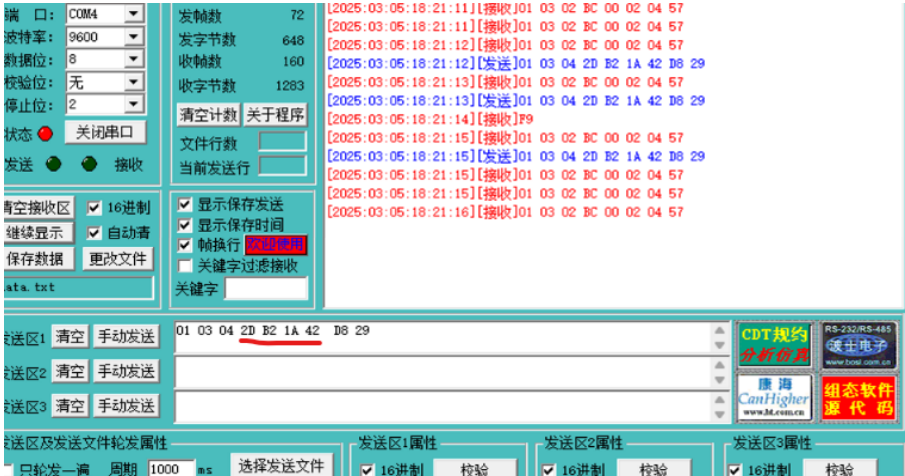 端 口: COM4
波特率: 9600
数据位: 8
校验位: 无
停止位: 2
状态 关闭串口
发送 接收
发帧数 72
发字节数 648
收帧数 160
收字节数 1283
清空计数 关于程序
文件行数
当前发送行
清空接收区 16进制
继续显示 自动清
保存数据 更改文件
ata.txt
显示保存发送
显示保存时间
帧换行 欢迎使用
关键字过滤接收
关键字
[2025:03:05:18:21:11][接收]01 03 02 BC 00 02 04 57
[2025:03:05:18:21:11][接收]01 03 02 BC 00 02 04 57
[2025:03:05:18:21:12][接收]01 03 02 BC 00 02 04 57
[2025:03:05:18:21:12][发送]01 03 04 2D B2 1A 42 D8 29
[2025:03:05:18:21:13][接收]01 03 02 BC 00 02 04 57
[2025:03:05:18:21:13][发送]01 03 04 2D B2 1A 42 D8 29
[2025:03:05:18:21:14][接收]F9
[2025:03:05:18:21:15][接收]01 03 02 BC 00 02 04 57
[2025:03:05:18:21:15][发送]01 03 04 2D B2 1A 42 D8 29
[2025:03:05:18:21:15][接收]01 03 02 BC 00 02 04 57
[2025:03:05:18:21:15][接收]01 03 02 BC 00 02 04 57
[2025:03:05:18:21:16][接收]01 03 02 BC 00 02 04 57
发送区1 清空 手动发送 01 03 04 2D B2 1A 42 D8 29
发送区2 清空 手动发送
发送区3 清空 手动发送
CDT规约
分析仿真
RS-232/RS-485
波士电子
www.bosi.com.cn
康 海
CanHigher
www.ht.com.cn
组态软件
源 代 码
发送区及发送文件轮发属性
只轮发一遍 周期 1000 ms 选择发送文件
发送区1属性
16进制 校验
发送区2属性
16进制 校验
发送区3属性
16进制 校验